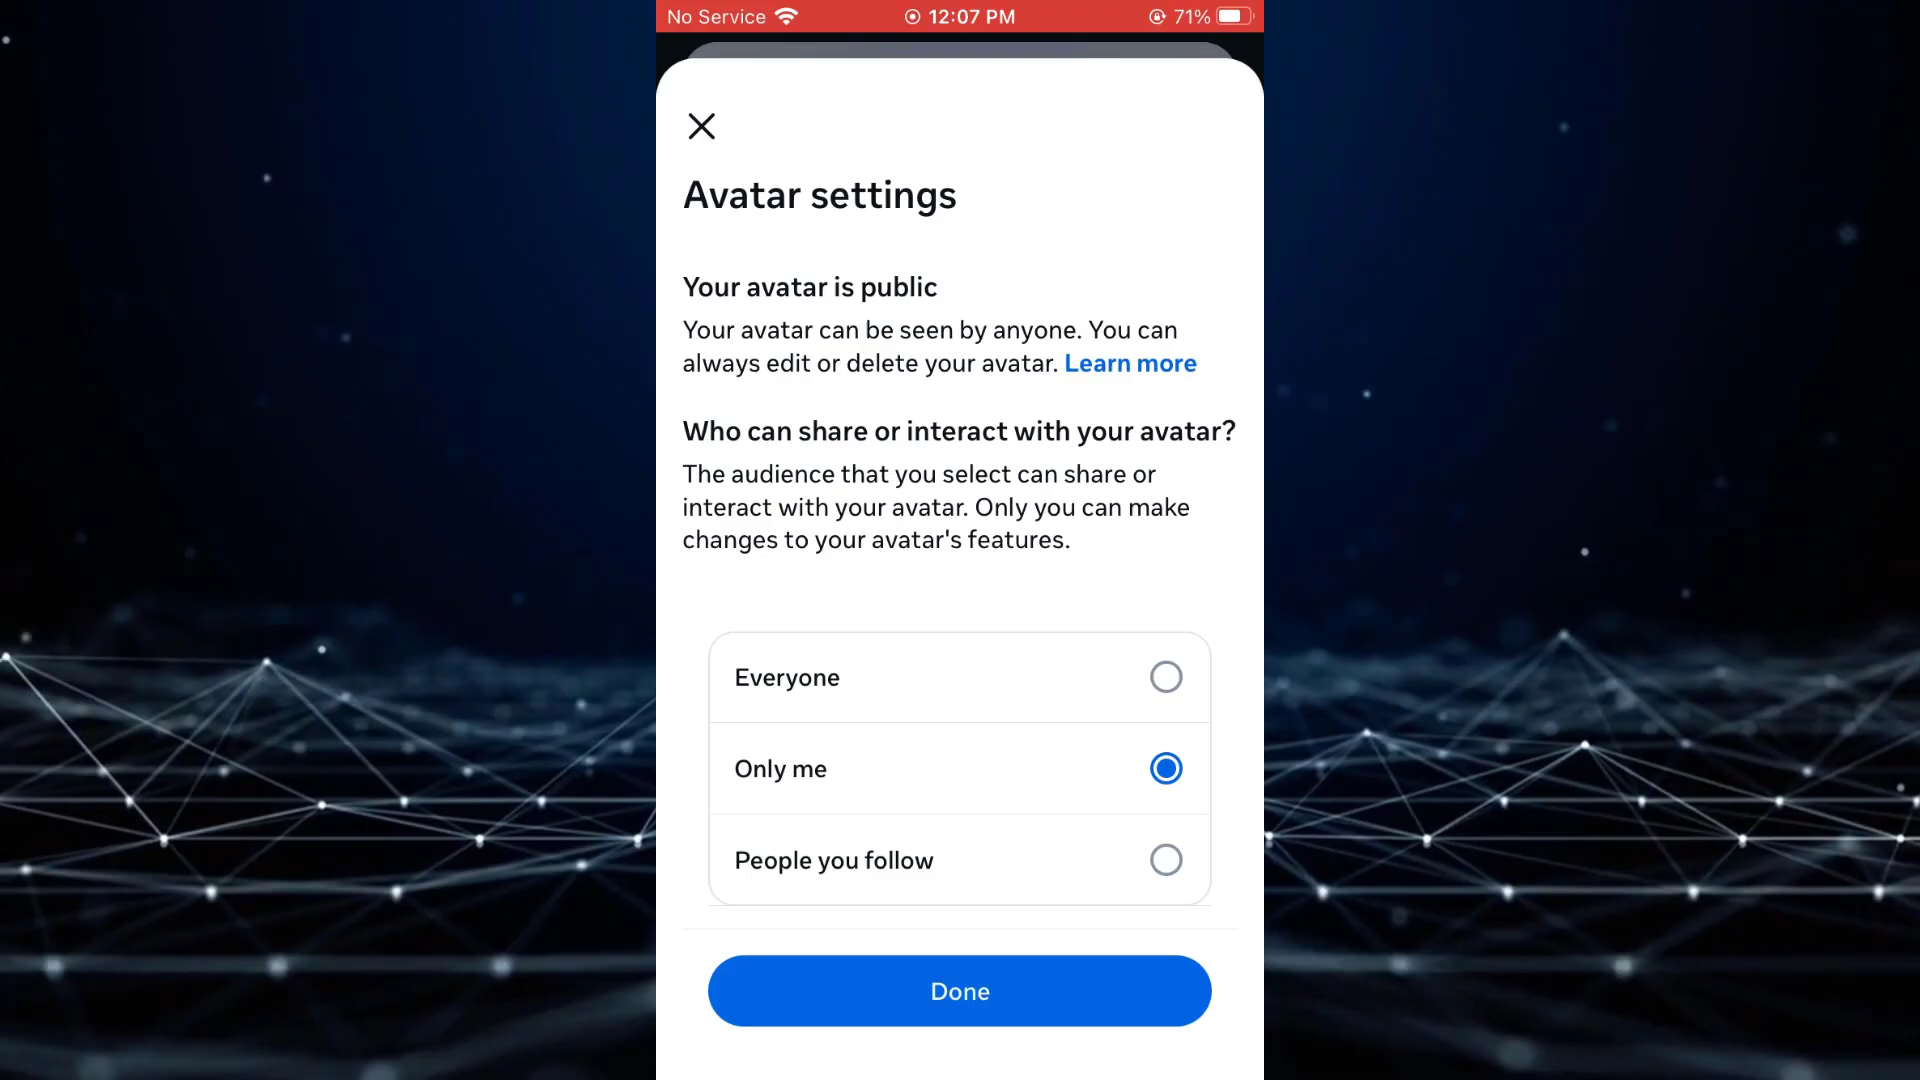 No Service 12:07 PM 71%
Avatar settings
Your avatar is public
Your avatar can be seen by anyone. You can
always edit or delete your avatar. Learn more
Who can share or interact with your avatar?
The audience that you select can share or
interact with your avatar. Only you can make
changes to your avatar's features.
Everyone
Only me
People you follow
Done